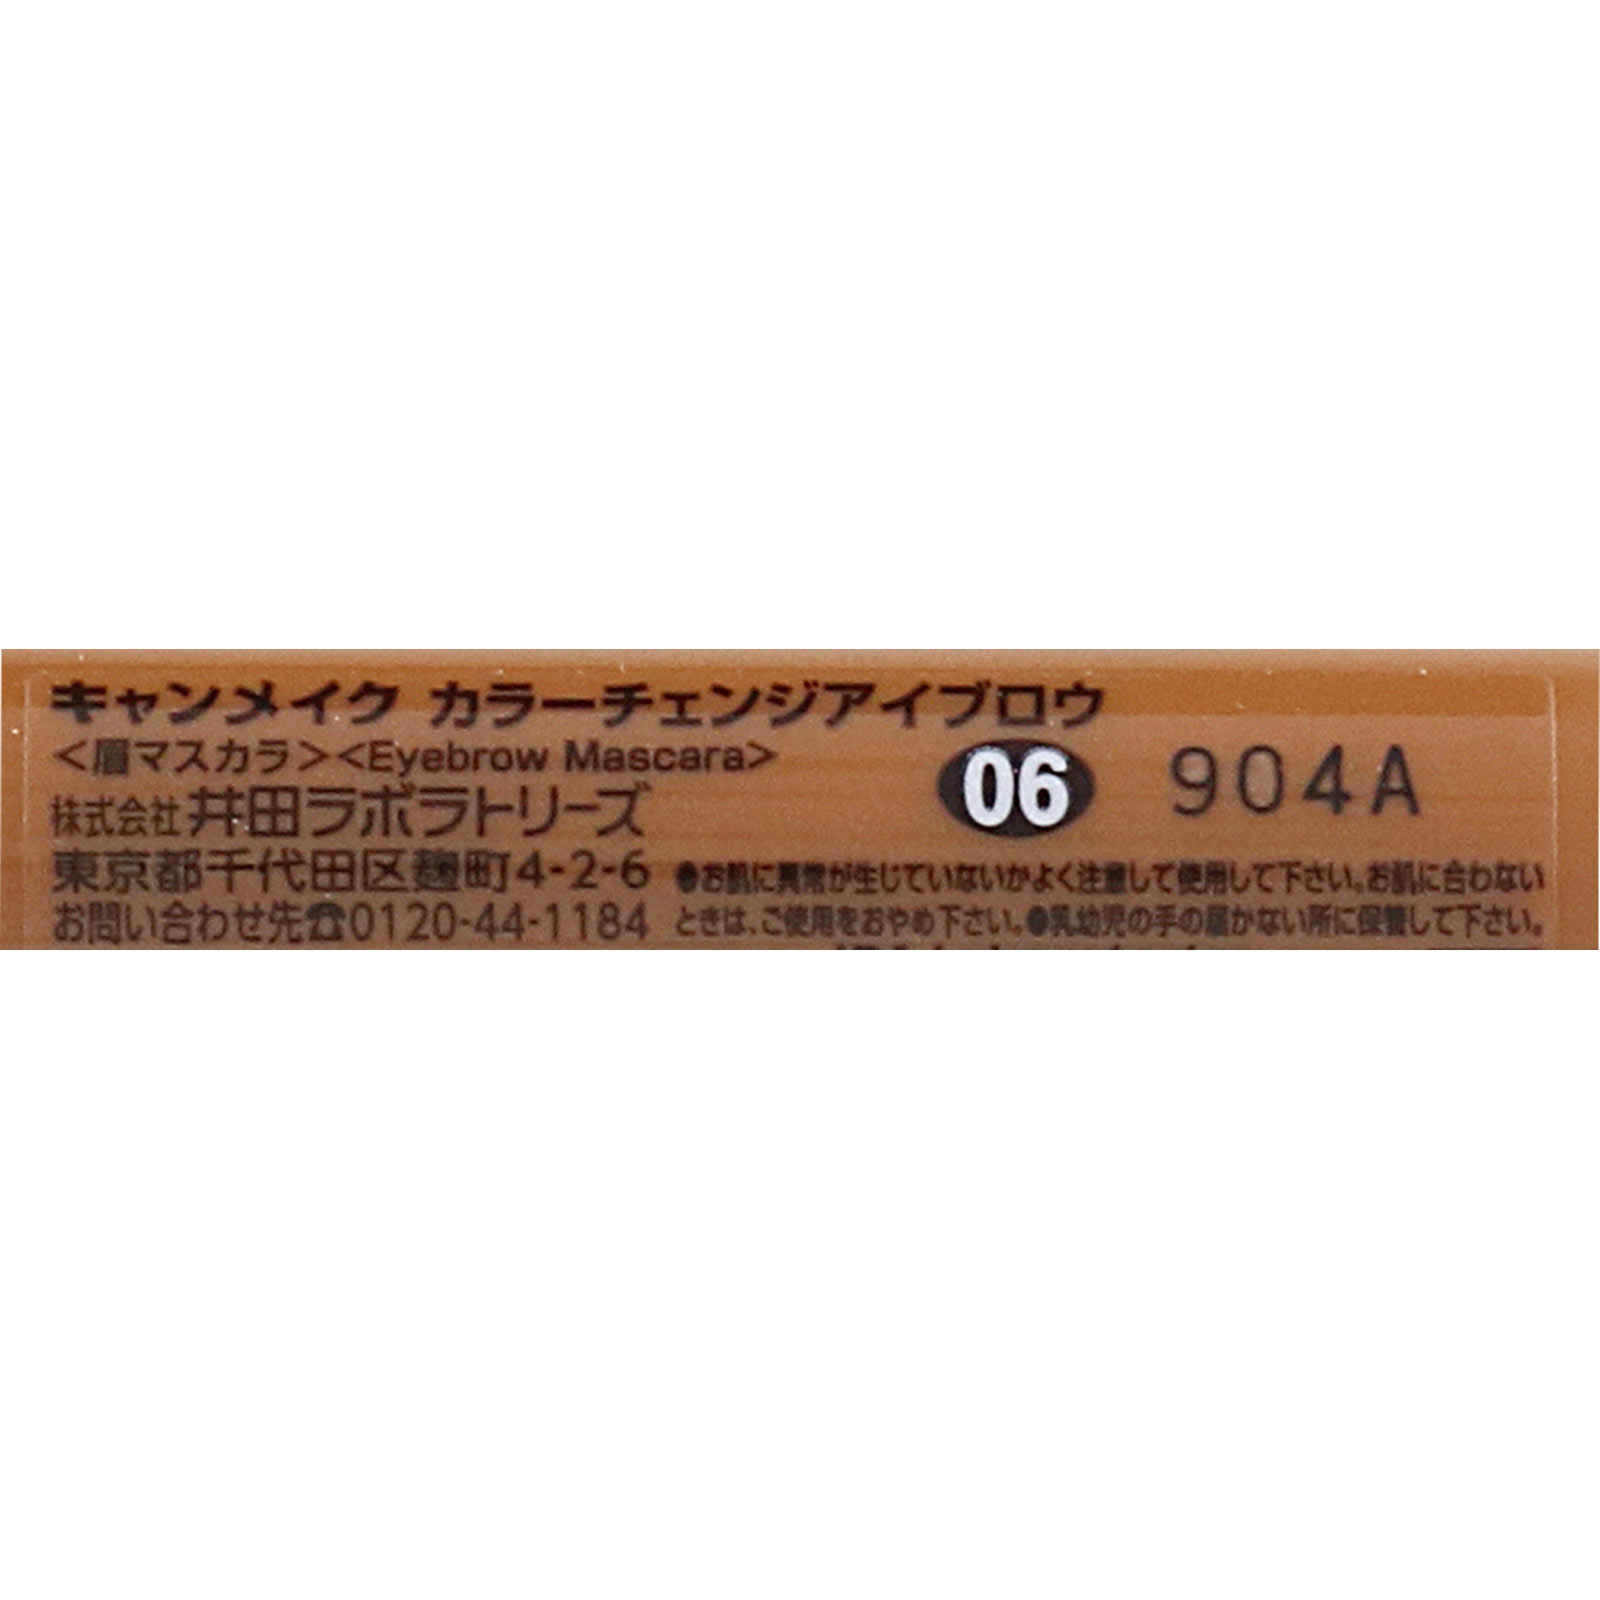 キャンメイク カラーチェンジアイブロウ
<眉マスカラ><Eyebrow Mascara>
06 904A
株式会社 井田ラボラトリーズ
東京都千代田区麹町4-2-6
お問い合わせ先☎0120-44-1184
●お肌に異常が生じていないかよく注意して使用して下さい。お肌に合わない
ときは、ご使用をおやめ下さい。●乳幼児の手の届かない所に保管して下さい。